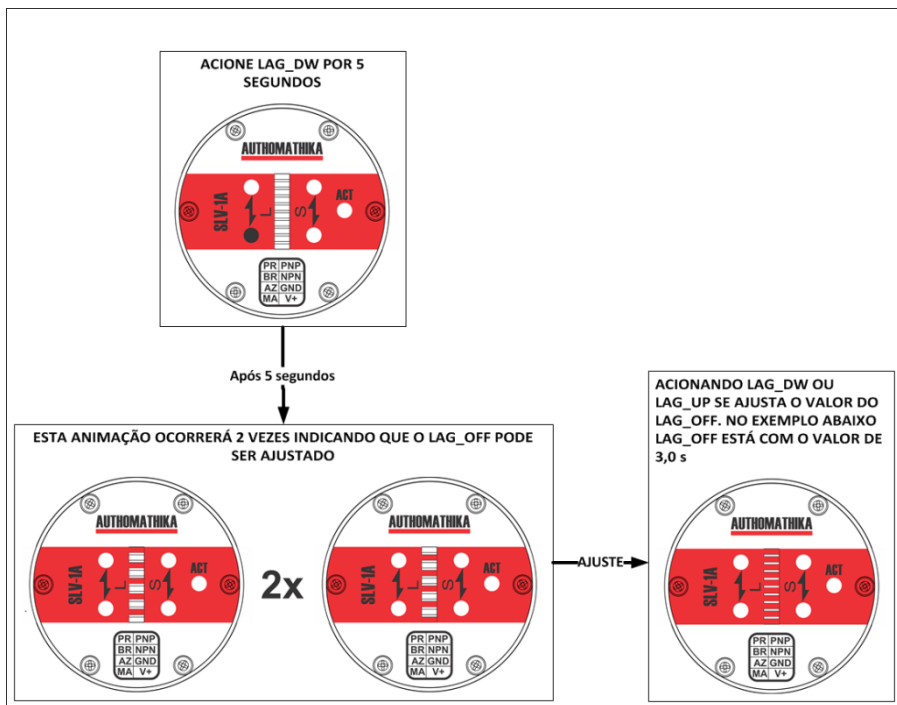 ACIONE LAG_DW POR 5
SEGUNDOS
AUTHOMATHIKA
SLV-1A
L
S
ACT
PR PNP
BR NPN
AZ GND
MA V+
Após 5 segundos
ESTA ANIMAÇÃO OCORRERÁ 2 VEZES INDICANDO QUE O LAG_OFF PODE
SER AJUSTADO
AUTHOMATHIKA
SLV-1A
L
S
ACT
PR PNP
BR NPN
AZ GND
MA V+
2x
AUTHOMATHIKA
SLV-1A
L
S
ACT
PR PNP
BR NPN
AZ GND
MA V+
AJUSTE
ACIONANDO LAG_DW OU
LAG_UP SE AJUSTA O VALOR DO
LAG_OFF. NO EXEMPLO ABAIXO
LAG_OFF ESTÁ COM O VALOR DE
3,0 s
AUTHOMATHIKA
SLV-1A
L
S
ACT
PR PNP
BR NPN
AZ GND
MA V+